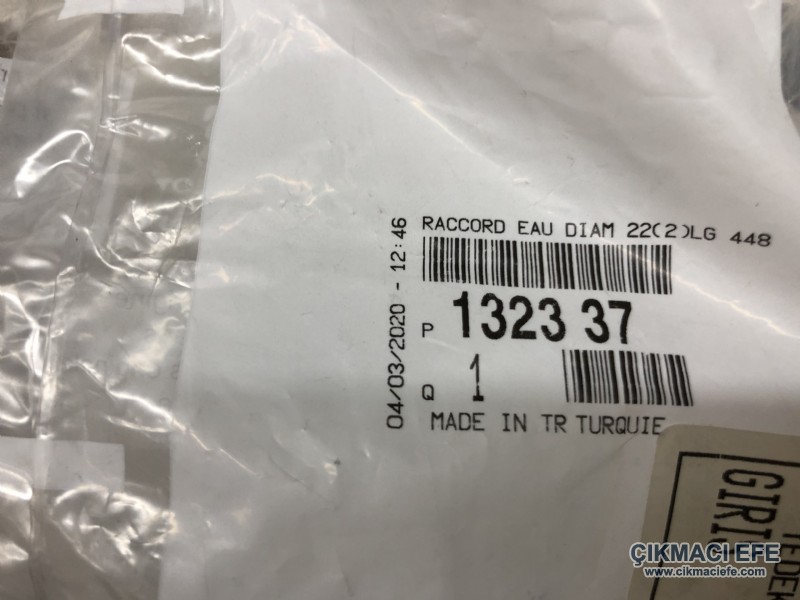 RACCORD EAU DIAM 22(2)LG 448
04/03/2020 - 12:46
P 1323 37
Q 1
MADE IN TR TURQUIE
ÇIKMACI EFE
www.cikmaciefe.com